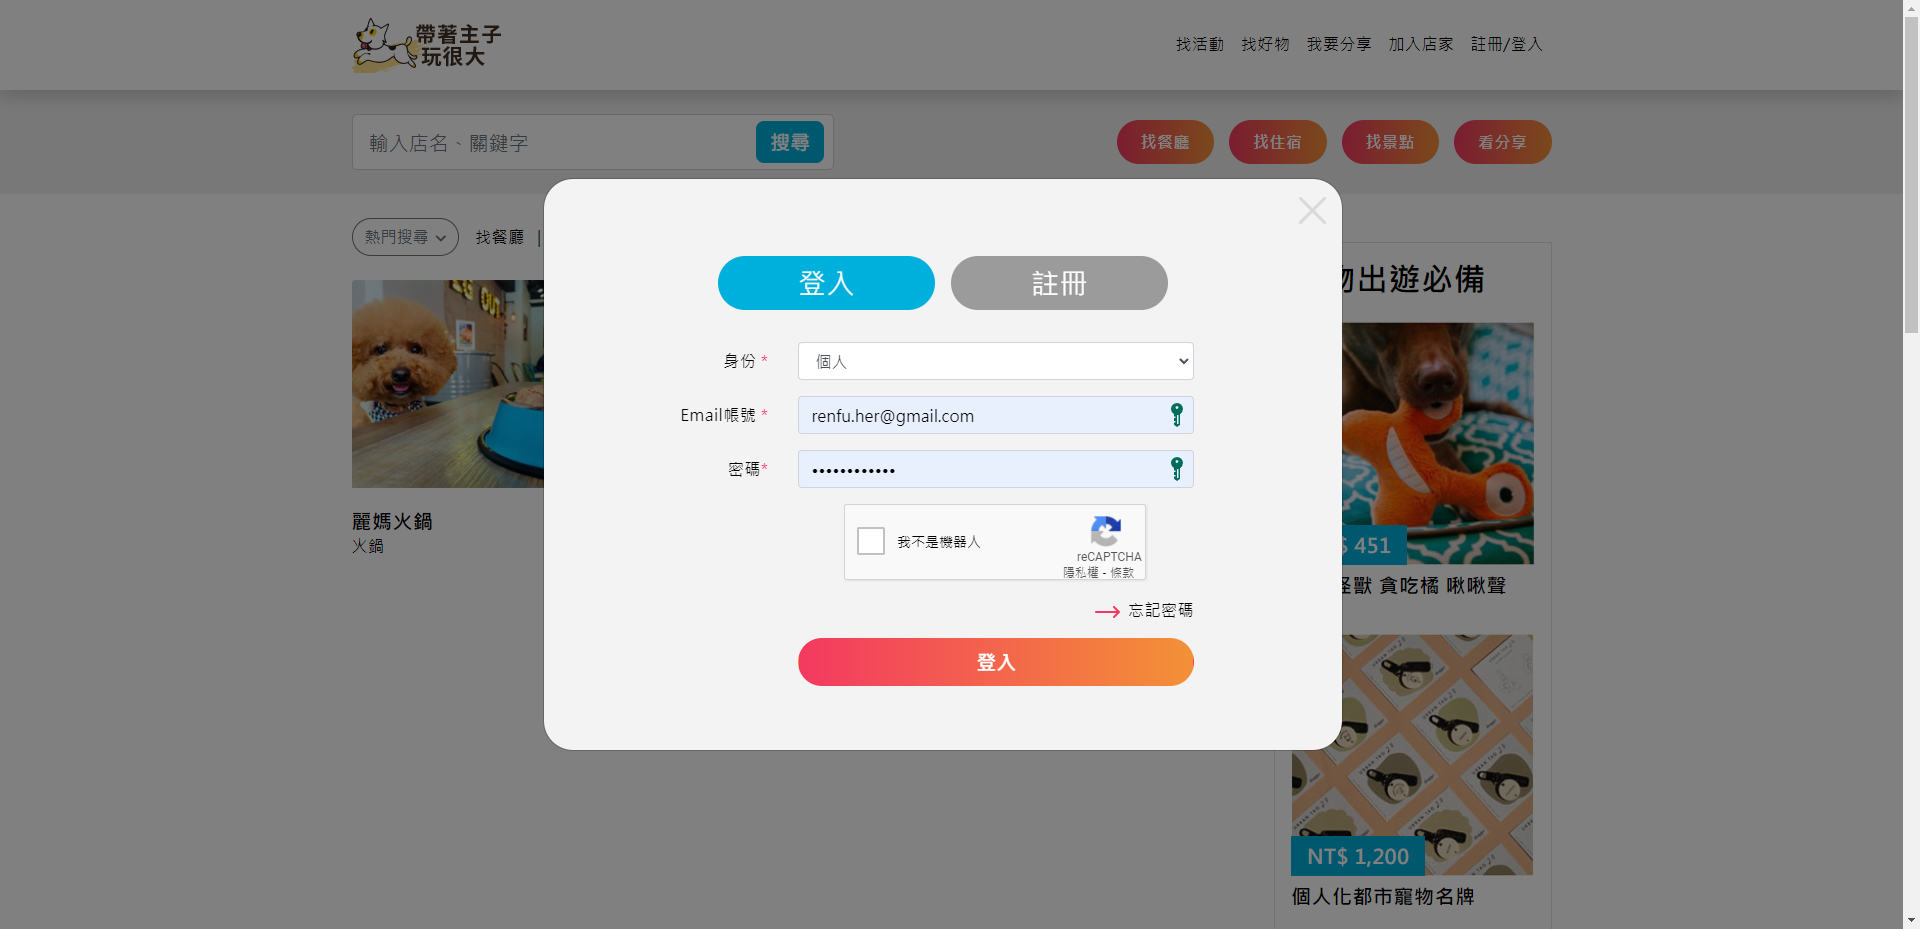 帶著主子
玩很大
找活動 找好物 我要分享 加入店家 註冊/登入
輸入店名、關鍵字
搜尋
找餐廳 找住宿 找景點 看分享
熱門搜尋 找餐廳 |
登入 註冊
身份 * 個人
Email帳號 * renfu.her@gmail.com
密碼* ••••••••••••
我不是機器人
reCAPTCHA
隱私權 - 條款
忘記密碼
登入
麗媽火鍋
火鍋
物出遊必備
$ 451
怪獸 貪吃橘 啾啾聲
NT$ 1,200
個人化都市寵物名牌